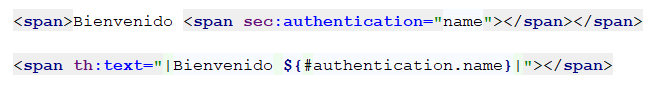 <span>Bienvenido <span sec:authentication="name"></span></span>
<span th:text="|Bienvenido ${#authentication.name}|"></span>